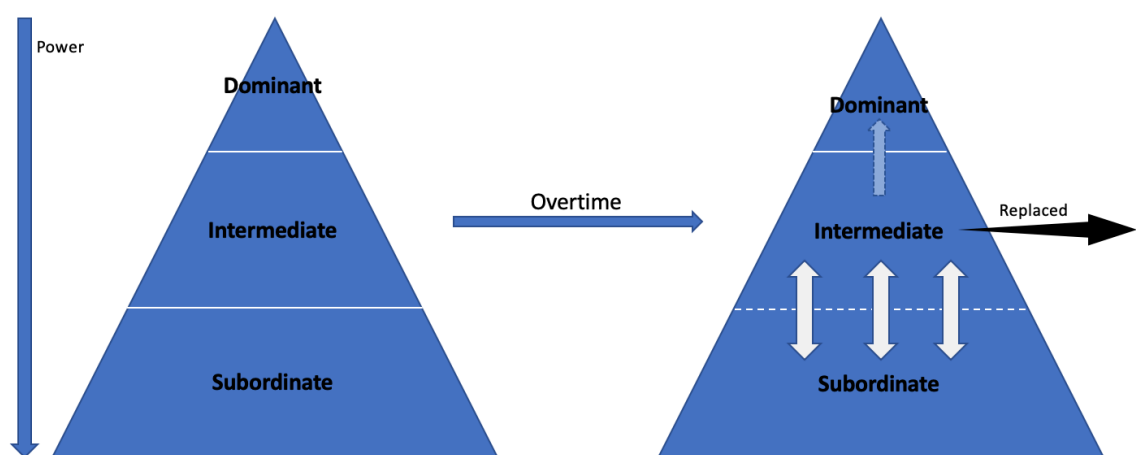 Power
Dominant
Intermediate
Subordinate
Overtime
Dominant
Intermediate
Replaced
Subordinate